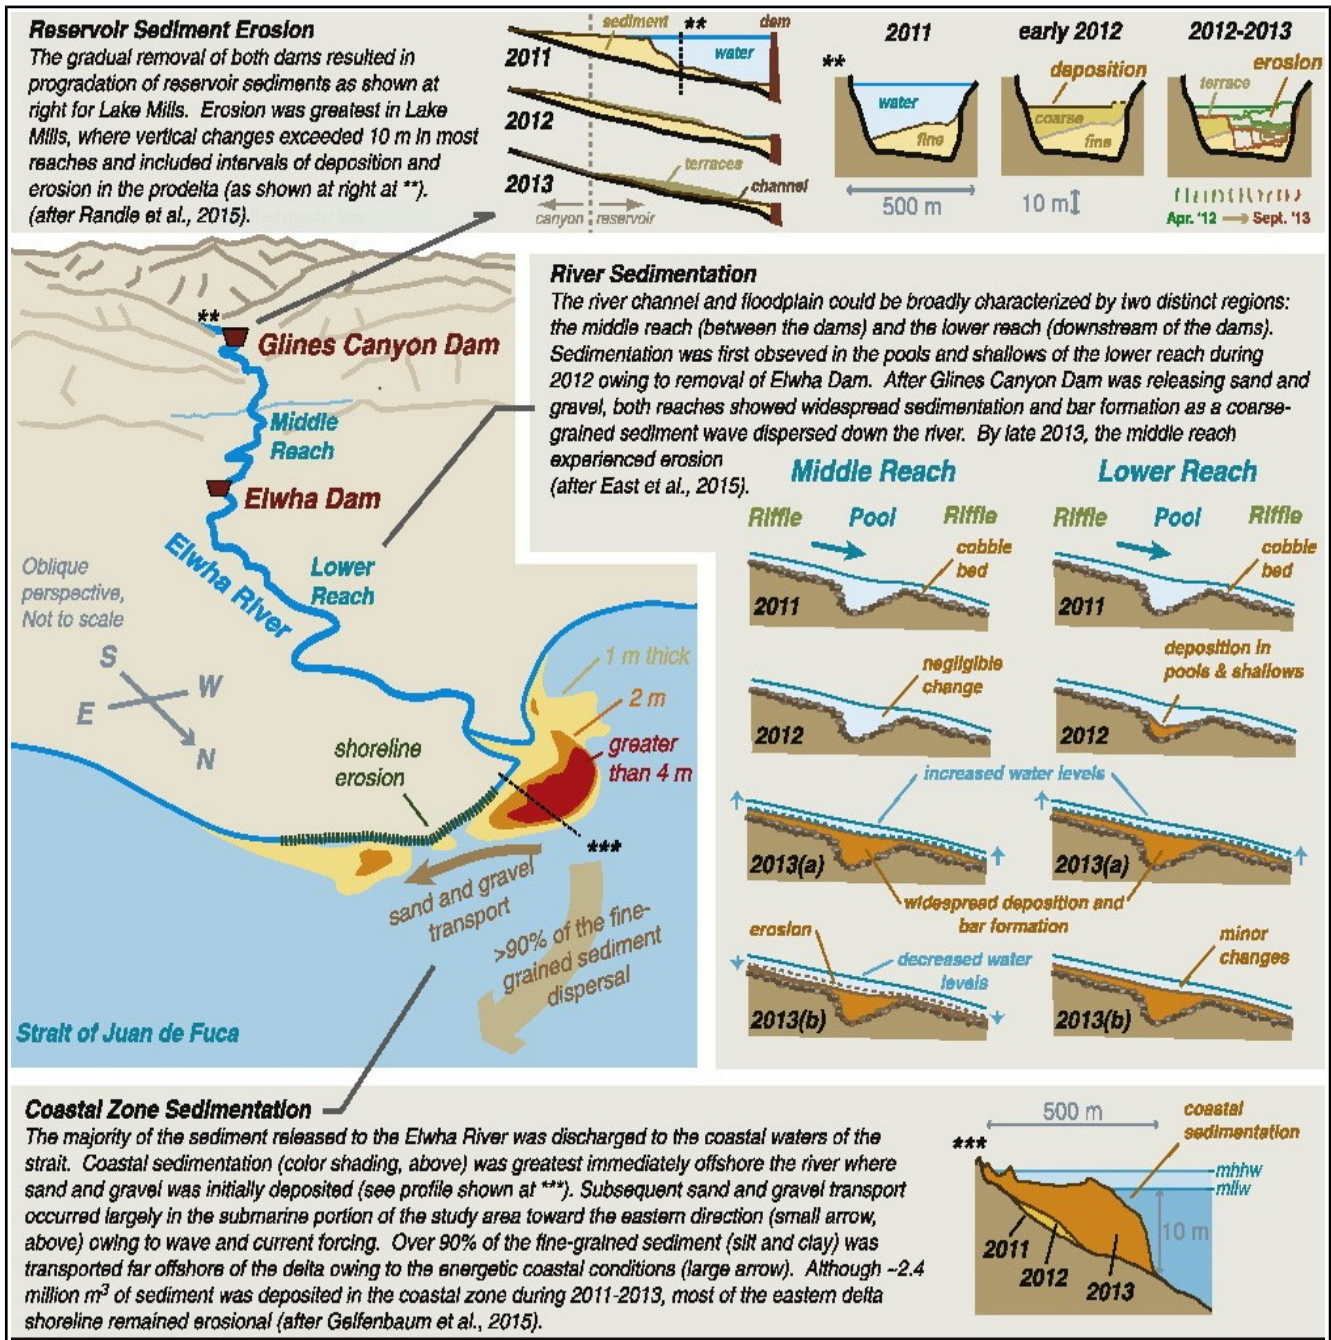 Reservoir Sediment Erosion
The gradual removal of both dams resulted in
progradation of reservoir sediments as shown at
right for Lake Mills. Erosion was greatest in Lake
Mills, where vertical changes exceeded 10 m in most
reaches and included intervals of deposition and
erosion in the prodelta (as shown at right at **).
(after Randle et al., 2015).
sediment
**
dam
2011
water
2012
terraces
2013
channel
canyon
reservoir
2011
early 2012
2012-2013
**
water
fine
deposition
coarse
fine
erosion
terrace
500 m
10 m
Apr. '12
Sept. '13
**
Glines Canyon Dam
Middle
Reach
Elwha Dam
Elwha River
Lower
Reach
Oblique
perspective,
Not to scale
S
W
E
N
shoreline
erosion
1 m thick
2 m
greater
than 4 m
***
sand and gravel
transport
>90% of the fine-
grained sediment
dispersal
Strait of Juan de Fuca
River Sedimentation
The river channel and floodplain could be broadly characterized by two distinct regions:
the middle reach (between the dams) and the lower reach (downstream of the dams).
Sedimentation was first obseved in the pools and shallows of the lower reach during
2012 owing to removal of Elwha Dam. After Glines Canyon Dam was releasing sand and
gravel, both reaches showed widespread sedimentation and bar formation as a coarse-
grained sediment wave dispersed down the river. By late 2013, the middle reach
experienced erosion
(after East et al., 2015).
Middle Reach
Lower Reach
Riffle Pool Riffle
Riffle Pool Riffle
cobble
bed
2011
cobble
bed
2011
negligible
change
2012
deposition in
pools & shallows
2012
increased water levels
2013(a)
2013(a)
widespread deposition and
bar formation
erosion
decreased water
levels
2013(b)
minor
changes
2013(b)
Coastal Zone Sedimentation
The majority of the sediment released to the Elwha River was discharged to the coastal waters of the
strait. Coastal sedimentation (color shading, above) was greatest immediately offshore the river where
sand and gravel was initially deposited (see profile shown at ***). Subsequent sand and gravel transport
occurred largely in the submarine portion of the study area toward the eastern direction (small arrow,
above) owing to wave and current forcing. Over 90% of the fine-grained sediment (silt and clay) was
transported far offshore of the delta owing to the energetic coastal conditions (large arrow). Although ~2.4
million m³ of sediment was deposited in the coastal zone during 2011-2013, most of the eastern delta
shoreline remained erosional (after Gelfenbaum et al., 2015).
500 m
coastal
sedimentation
***
mhhw
mllw
10 m
2011
2012
2013